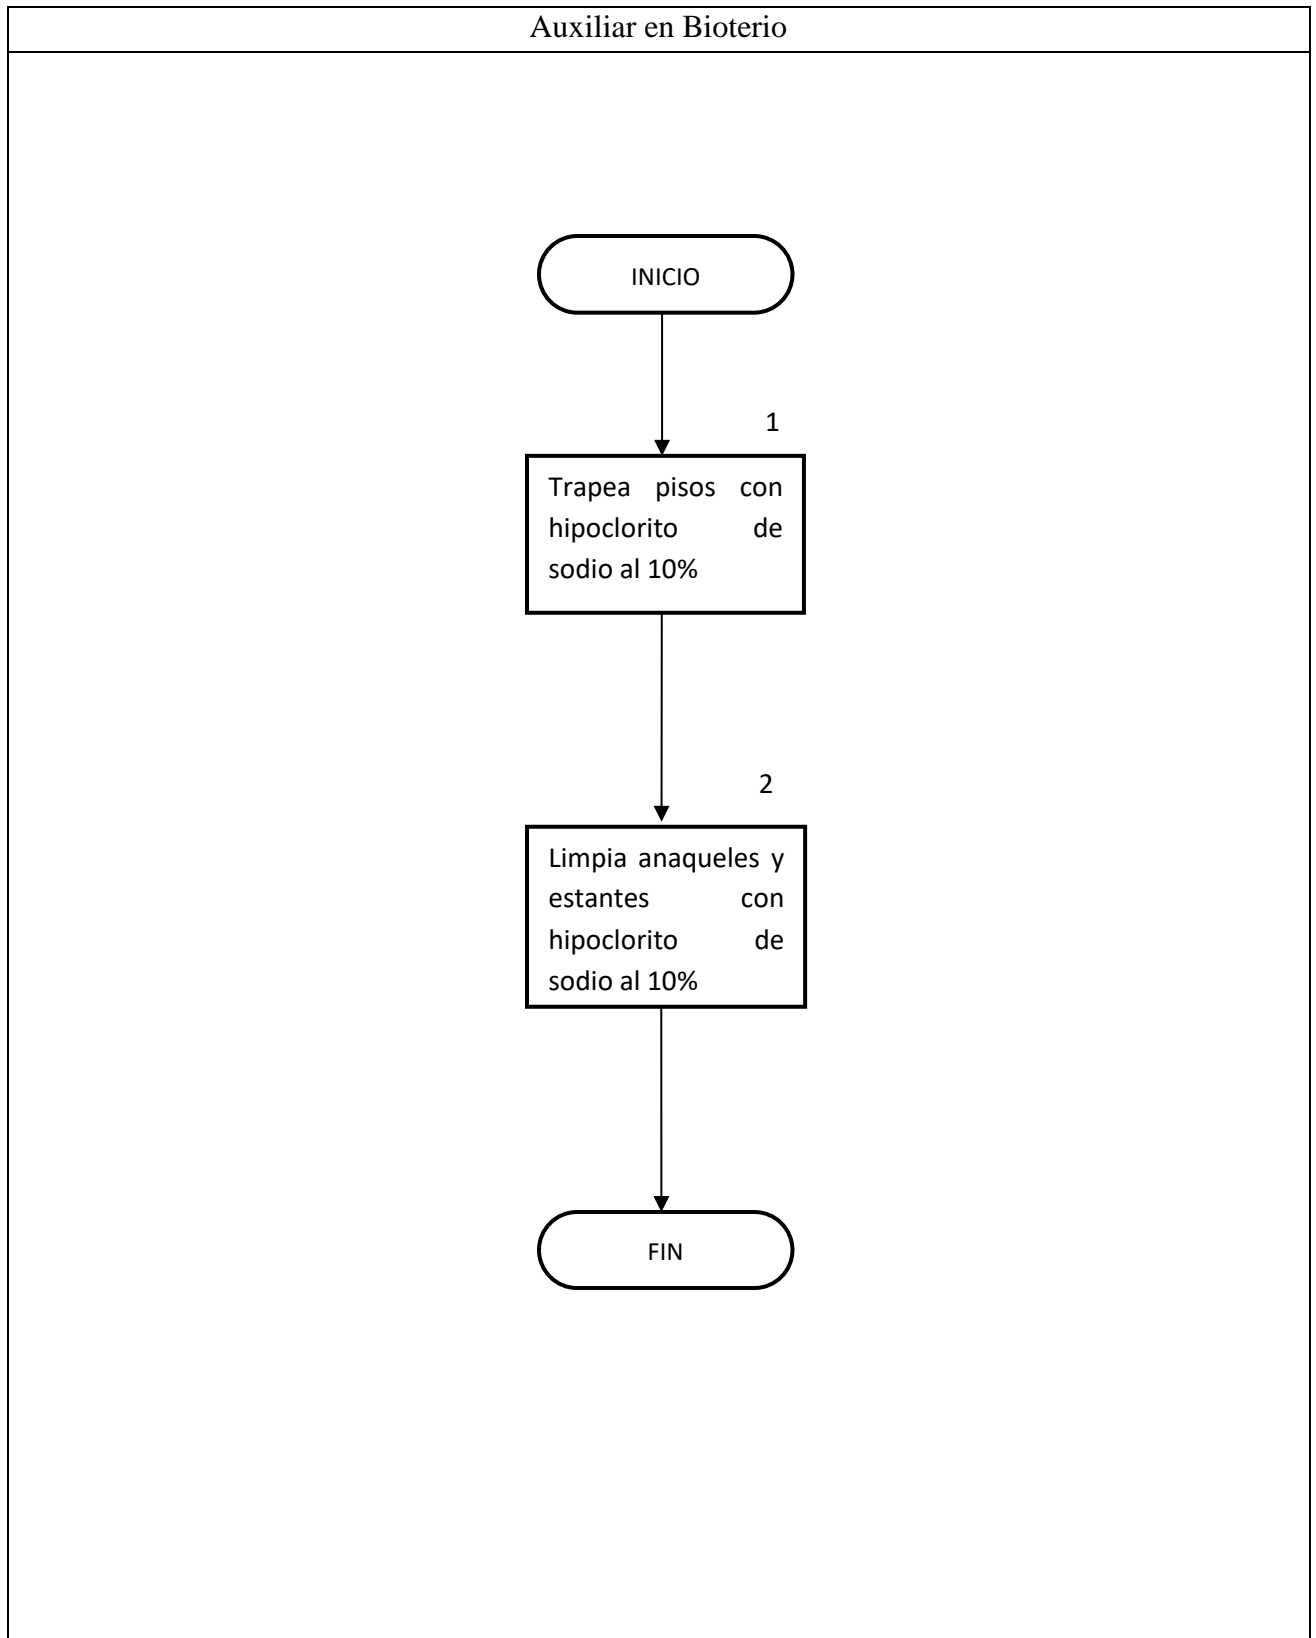 Auxiliar en Bioterio
INICIO
1
Trapea pisos con
hipoclorito de
sodio al 10%
2
Limpia anaqueles y
estantes con
hipoclorito de
sodio al 10%
FIN